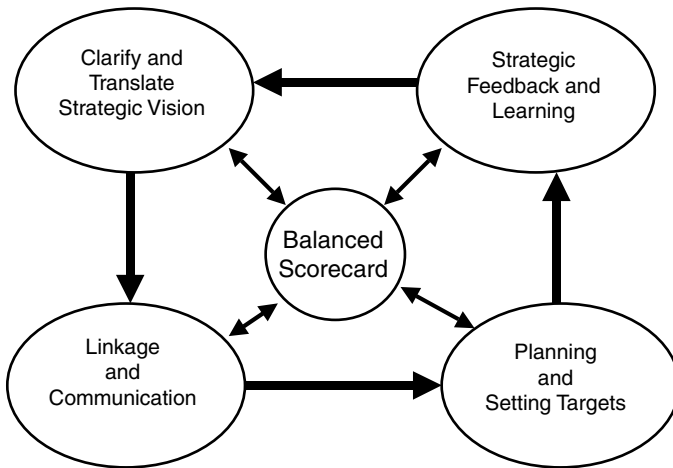 Clarify and
Translate
Strategic Vision
Strategic
Feedback and
Learning
Balanced
Scorecard
Linkage
and
Communication
Planning
and
Setting Targets